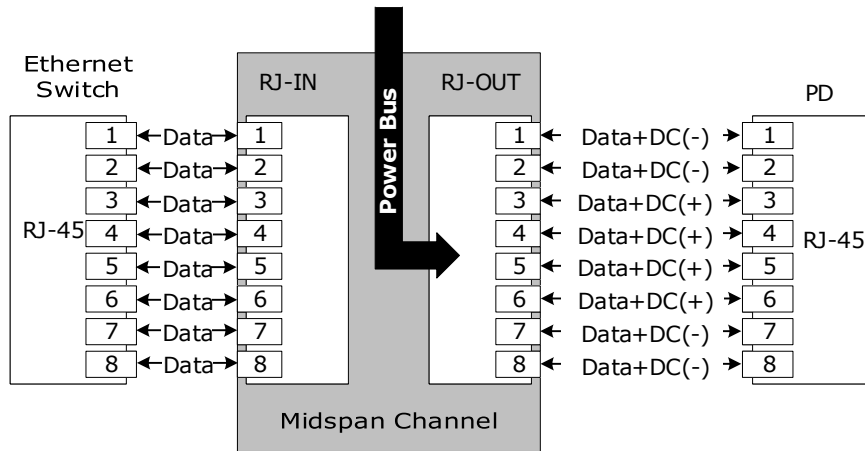 Ethernet
Switch
RJ-IN
Power Bus
RJ-OUT
PD
1 Data 1 1 Data+DC(-) 1
2 Data 2 2 Data+DC(-) 2
3 Data 3 3 Data+DC(+) 3
RJ-45 4 Data 4 4 Data+DC(+) 4 RJ-45
5 Data 5 5 Data+DC(+) 5
6 Data 6 6 Data+DC(+) 6
7 Data 7 7 Data+DC(-) 7
8 Data 8 8 Data+DC(-) 8
Midspan Channel